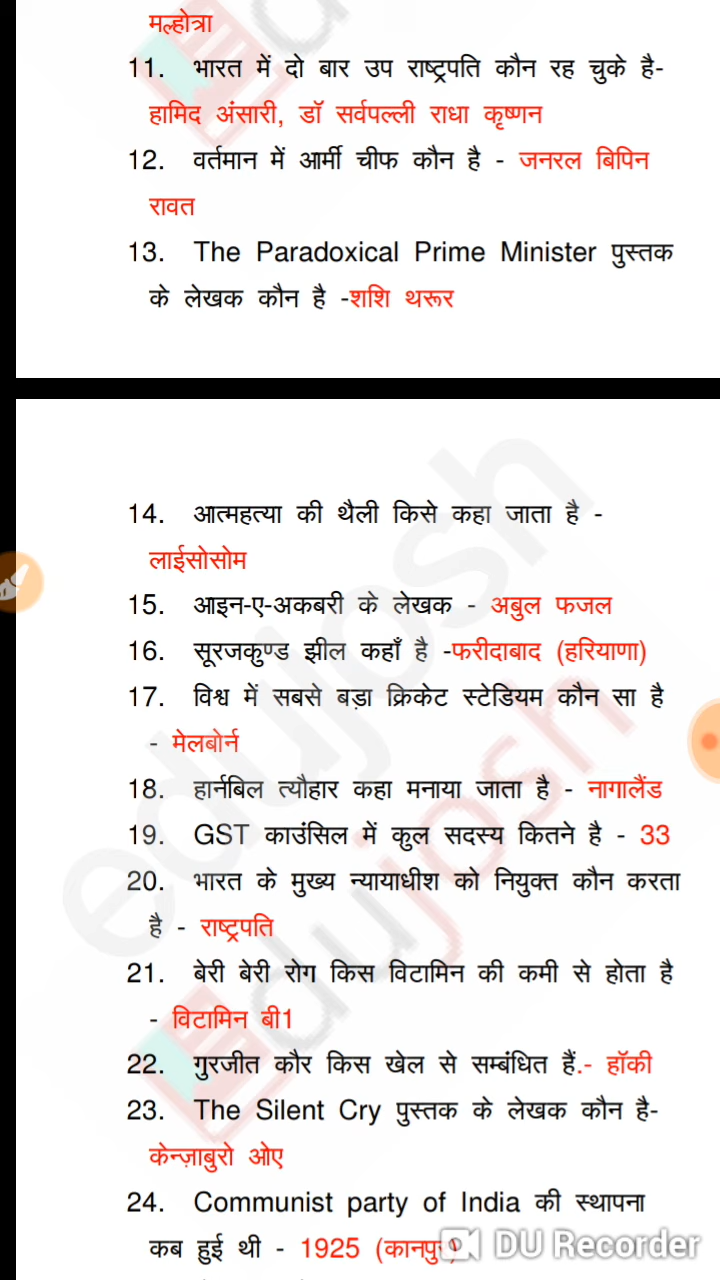 मल्होत्रा
11. भारत में दो बार उप राष्ट्रपति कौन रह चुके है-
हामिद अंसारी, डॉ सर्वपल्ली राधा कृष्णन
12. वर्तमान में आर्मी चीफ कौन है - जनरल बिपिन
रावत
13. The Paradoxical Prime Minister पुस्तक
के लेखक कौन है -शशि थरूर
14. आत्महत्या की थैली किसे कहा जाता है -
लाईसोसोम
15. आइन-ए-अकबरी के लेखक - अबुल फजल
16. सूरजकुण्ड झील कहाँ है -फरीदाबाद (हरियाणा)
17. विश्व में सबसे बड़ा क्रिकेट स्टेडियम कौन सा है
- मेलबोर्न
18. हार्नबिल त्यौहार कहा मनाया जाता है - नागालैंड
19. GST काउंसिल में कुल सदस्य कितने है - 33
20. भारत के मुख्य न्यायाधीश को नियुक्त कौन करता
है - राष्ट्रपति
21. बेरी बेरी रोग किस विटामिन की कमी से होता है
- विटामिन बी1
22. गुरजीत कौर किस खेल से सम्बंधित हैं.- हॉकी
23. The Silent Cry पुस्तक के लेखक कौन है-
केन्ज़ाबुरो ओए
24. Communist party of India की स्थापना
कब हुई थी - 1925 (कानपुर)
DU Recorder
edujosh
Edujosh